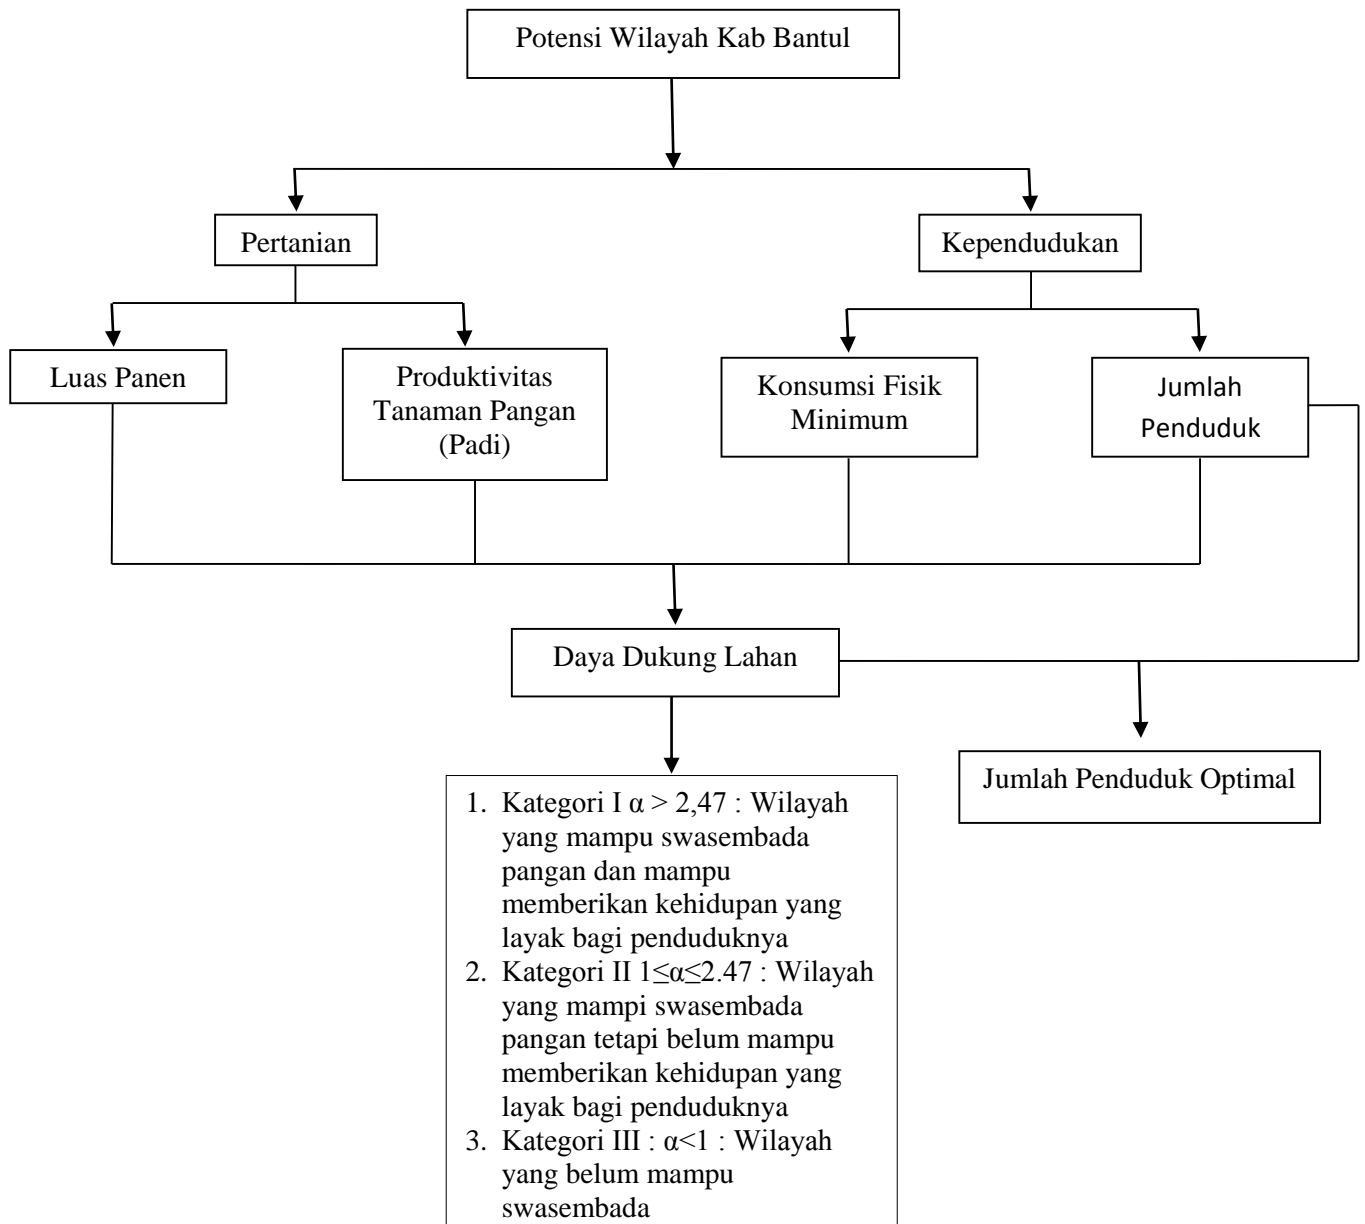 Potensi Wilayah Kab Bantul
Pertanian
Kependudukan
Luas Panen
Produktivitas
Tanaman Pangan
(Padi)
Konsumsi Fisik
Minimum
Jumlah
Penduduk
Daya Dukung Lahan
Jumlah Penduduk Optimal
1. Kategori I α > 2,47 : Wilayah
yang mampu swasembada
pangan dan mampu
memberikan kehidupan yang
layak bagi penduduknya
2. Kategori II 1≤α≤2.47 : Wilayah
yang mampi swasembada
pangan tetapi belum mampu
memberikan kehidupan yang
layak bagi penduduknya
3. Kategori III : α<1 : Wilayah
yang belum mampu
swasembada